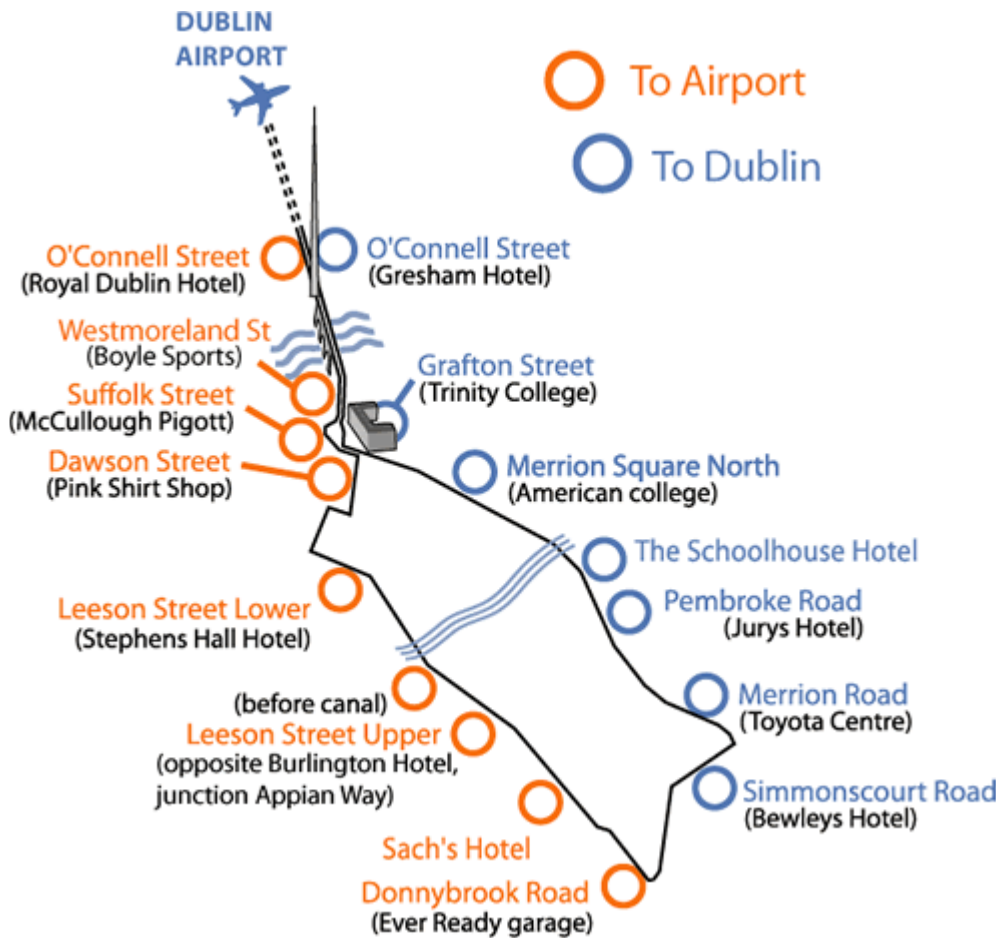 DUBLIN
AIRPORT
To Airport
To Dublin
O'Connell Street
(Royal Dublin Hotel)
O'Connell Street
(Gresham Hotel)
Westmoreland St
(Boyle Sports)
Grafton Street
(Trinity College)
Suffolk Street
(McCullough Pigott)
Dawson Street
(Pink Shirt Shop)
Merrion Square North
(American college)
The Schoolhouse Hotel
Leeson Street Lower
(Stephens Hall Hotel)
Pembroke Road
(Jurys Hotel)
(before canal)
Leeson Street Upper
(opposite Burlington Hotel,
junction Appian Way)
Merrion Road
(Toyota Centre)
Simmonscourt Road
(Bewleys Hotel)
Sach's Hotel
Donnybrook Road
(Ever Ready garage)